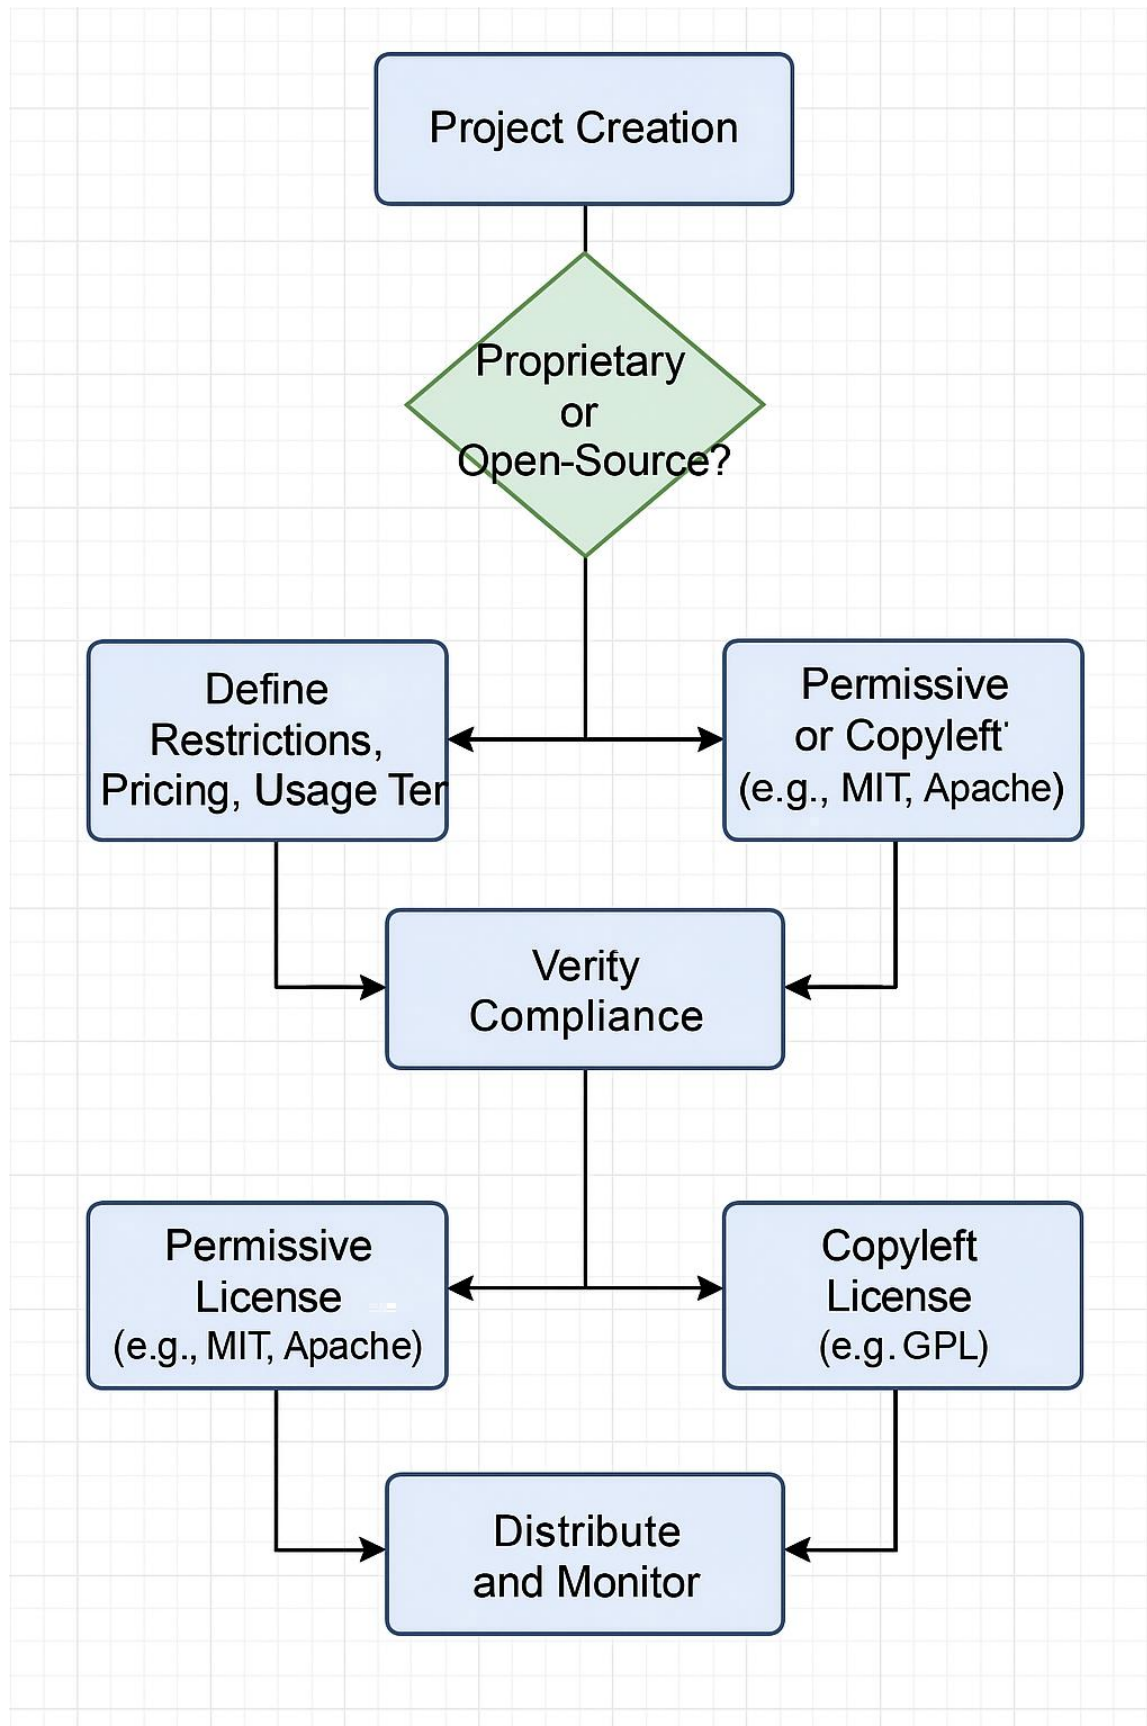 Project Creation
Proprietary
or
Open-Source?
Define
Restrictions,
Pricing, Usage Ter
Permissive
or Copyleft
(e.g., MIT, Apache)
Verify
Compliance
Permissive
License
(e.g., MIT, Apache)
Copyleft
License
(e.g. GPL)
Distribute
and Monitor